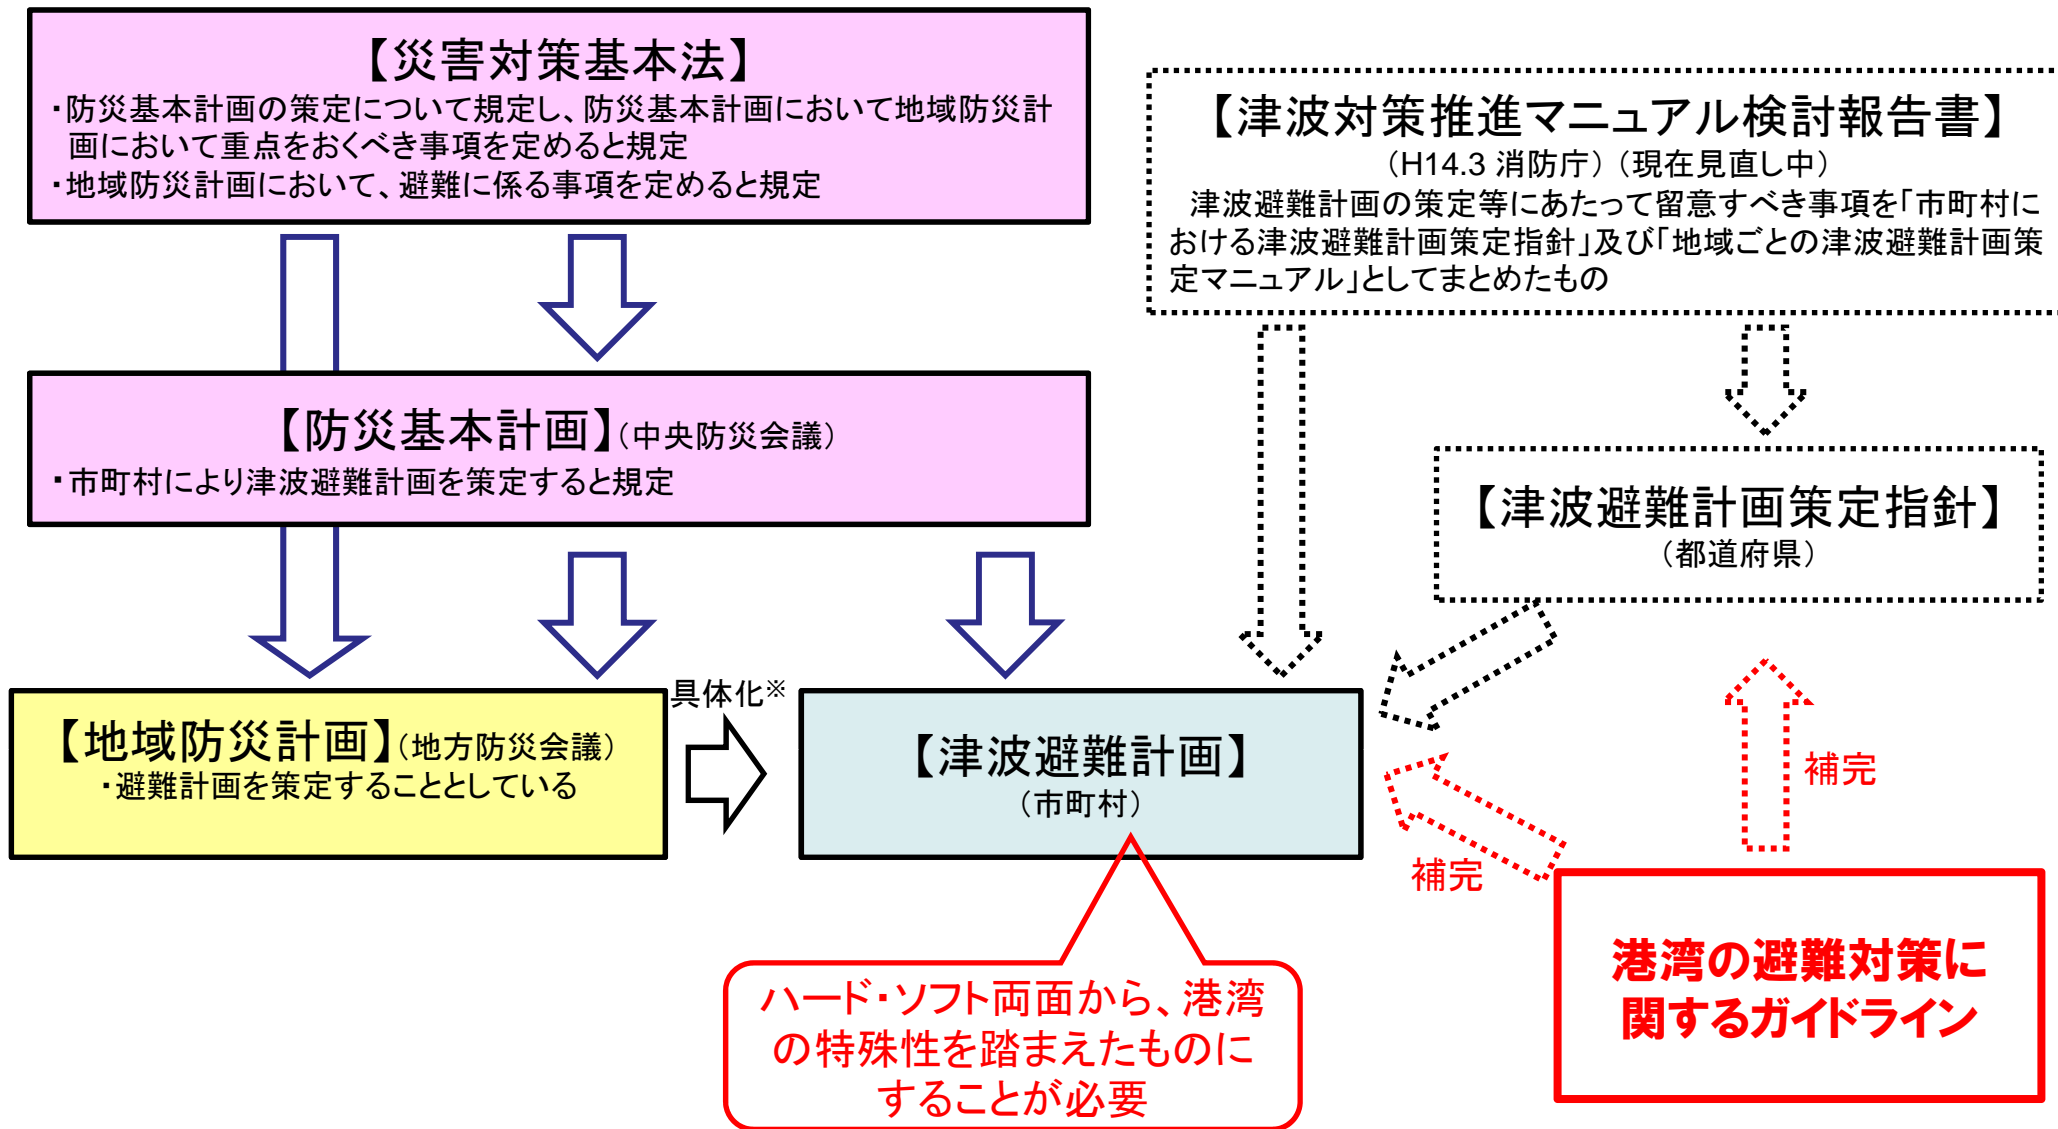 【災害対策基本法】
・防災基本計画の策定について規定し、防災基本計画において地域防災計
画において重点をおくべき事項を定めると規定
・地域防災計画において、避難に係る事項を定めると規定
【津波対策推進マニュアル検討報告書】
（H14.3 消防庁）（現在見直し中）
津波避難計画の策定等にあたって留意すべき事項を「市町村に
おける津波避難計画策定指針」及び「地域ごとの津波避難計画策
定マニュアル」としてまとめたもの
【防災基本計画】（中央防災会議）
・市町村により津波避難計画を策定すると規定
【津波避難計画策定指針】
（都道府県）
具体化※
【地域防災計画】（地方防災会議）
・避難計画を策定することとしている
【津波避難計画】
（市町村）
補完
補完
港湾の避難対策に
関するガイドライン
ハード・ソフト両面から、港湾
の特殊性を踏まえたものに
することが必要